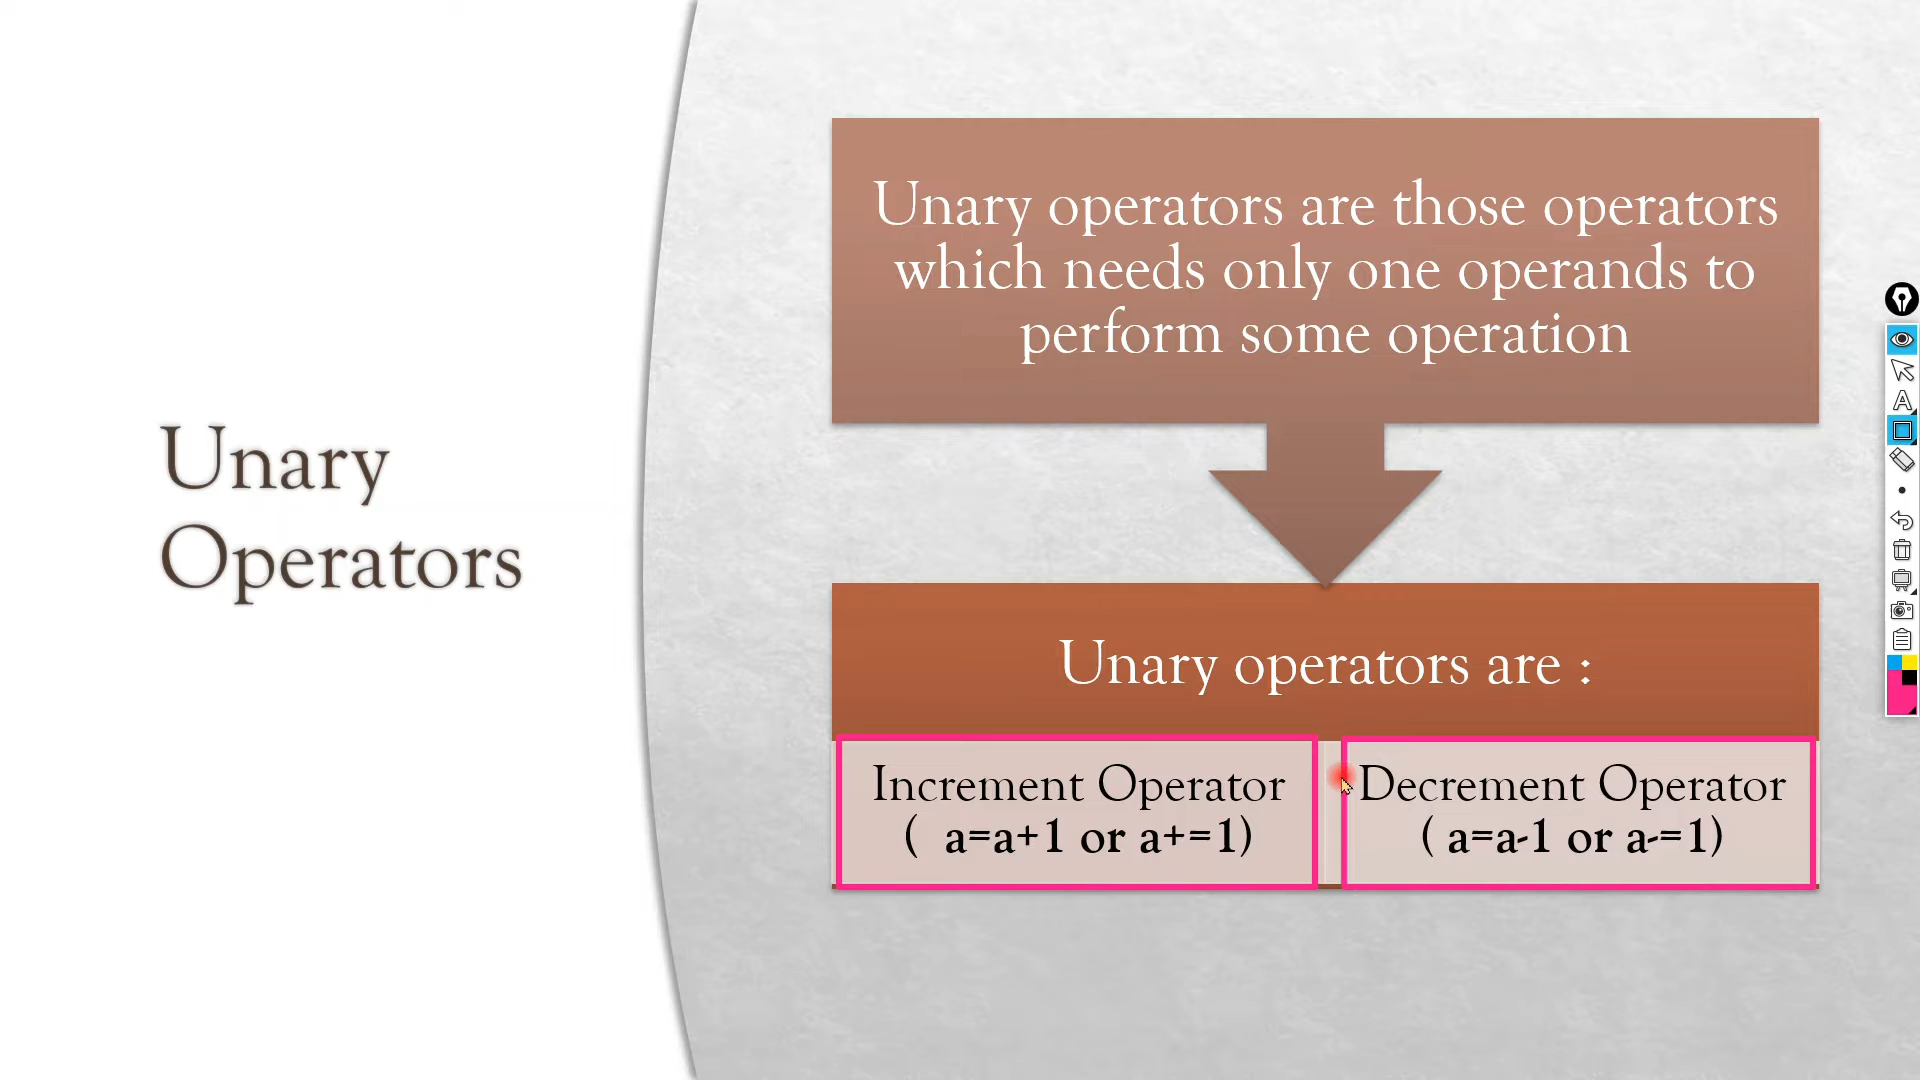 Unary
Operators
Unary operators are those operators
which needs only one operands to
perform some operation
Unary operators are :
Increment Operator
( a=a+1 or a+=1)
Decrement Operator
( a=a-1 or a-=1)